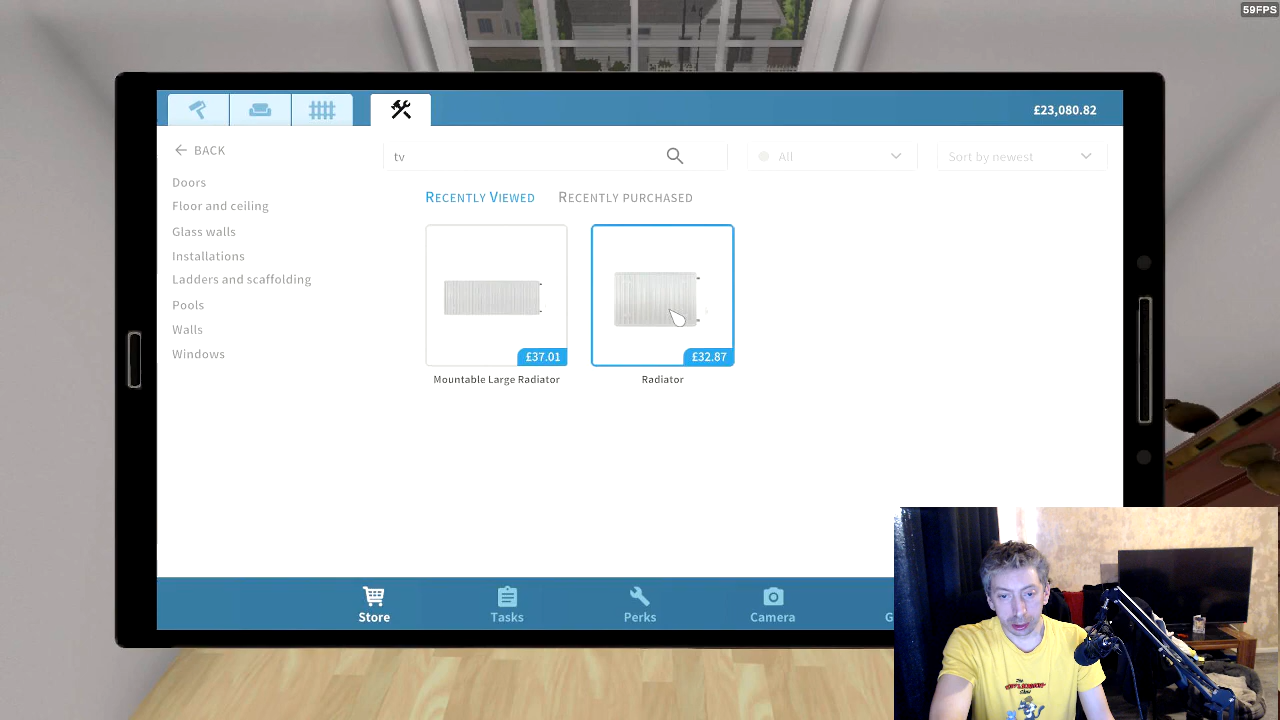 59FPS
£23,080.82
BACK
tv
All
Sort by newest
Doors
Floor and ceiling
Glass walls
Installations
Ladders and scaffolding
Pools
Walls
Windows
RECENTLY VIEWED
RECENTLY PURCHASED
£37.01
£32.87
Mountable Large Radiator
Radiator
Store
Tasks
Perks
Camera
G